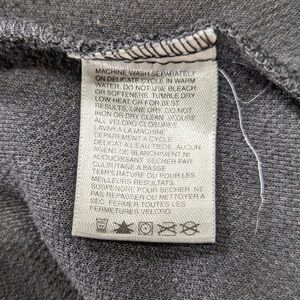 MACHINE WASH SEPARATELY
ON DELICATE CYCLE IN WARM
WATER. DO NOT USE BLEACH
OR SOFTENERS. TUMBLE DRY
LOW HEAT OR FOR BEST
RESULTS, LINE DRY. DO NOT
IRON OR DRY CLEAN. SECURE
ALL VELCRO CLOSURES.
LAVAR A LA MACHINE
SEPAREMENT A CYCLE
DELICAT A L'EAU TIEDE. AUCUN
AGENT DE BLANCHIMENT NI
ADOUCISSANT. SECHER PAR
CULBUTAGE A BASSE
TEMPERATURE OU POUR LES
MEILLEURS RESULTATS,
SUSPENDRE POUR SECHER. NE
PAS REPASSER OU NETTOYER A
SEC. TENIR TOUTES LES
FERMETURES VELCRO.